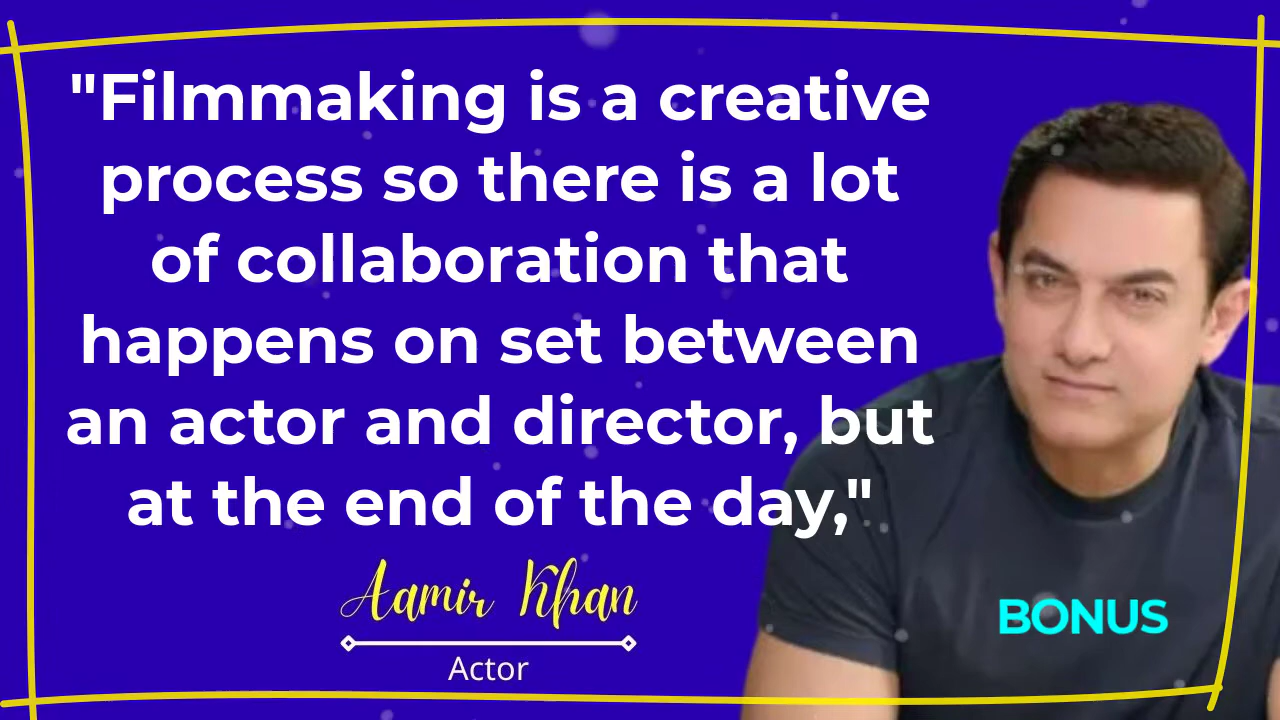 "Filmmaking is a creative
process so there is a lot
of collaboration that
happens on set between
an actor and director, but
at the end of the day,"
Aamir Khan
Actor
BONUS